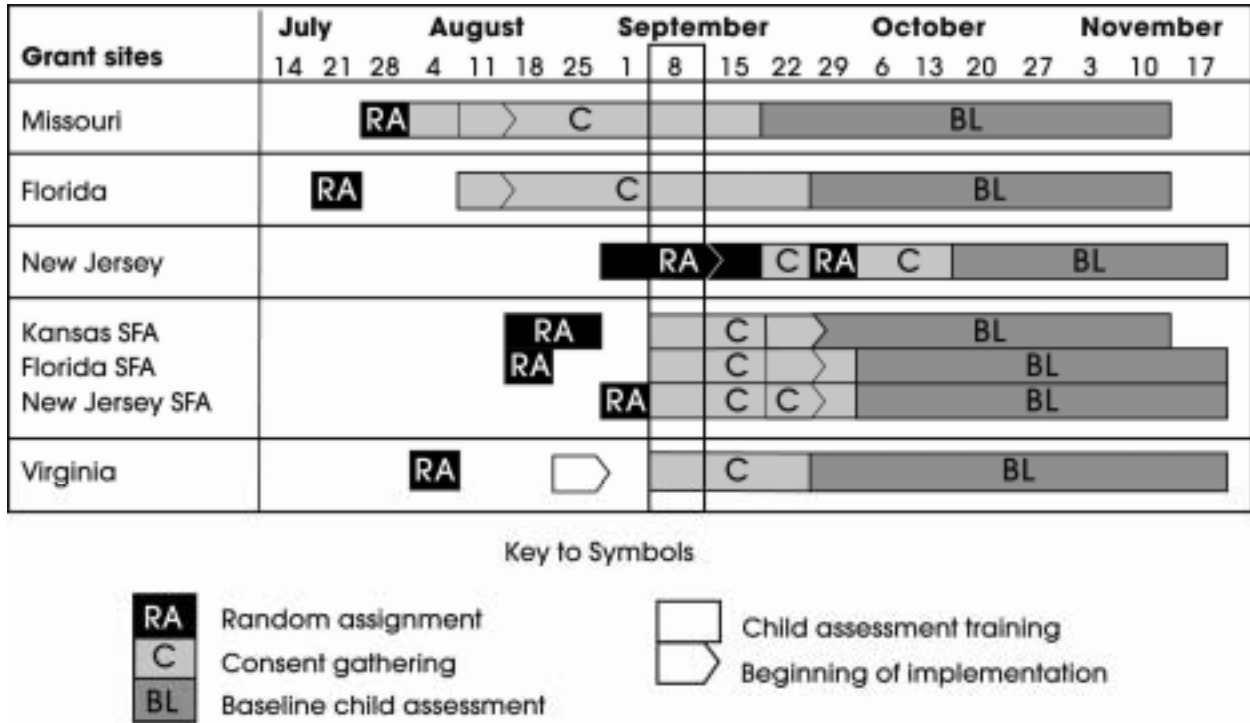 July August September October November
Grant sites
14 21 28 4 11 18 25 1 8 15 22 29 6 13 20 27 3 10 17
Missouri RA C BL
Florida RA C BL
New Jersey RA C RA C BL
Kansas SFA RA C BL
Florida SFA RA C BL
New Jersey SFA RA C C BL
Virginia RA C BL
Key to Symbols
RA Random assignment
C Consent gathering
BL Baseline child assessment
Child assessment training
Beginning of implementation